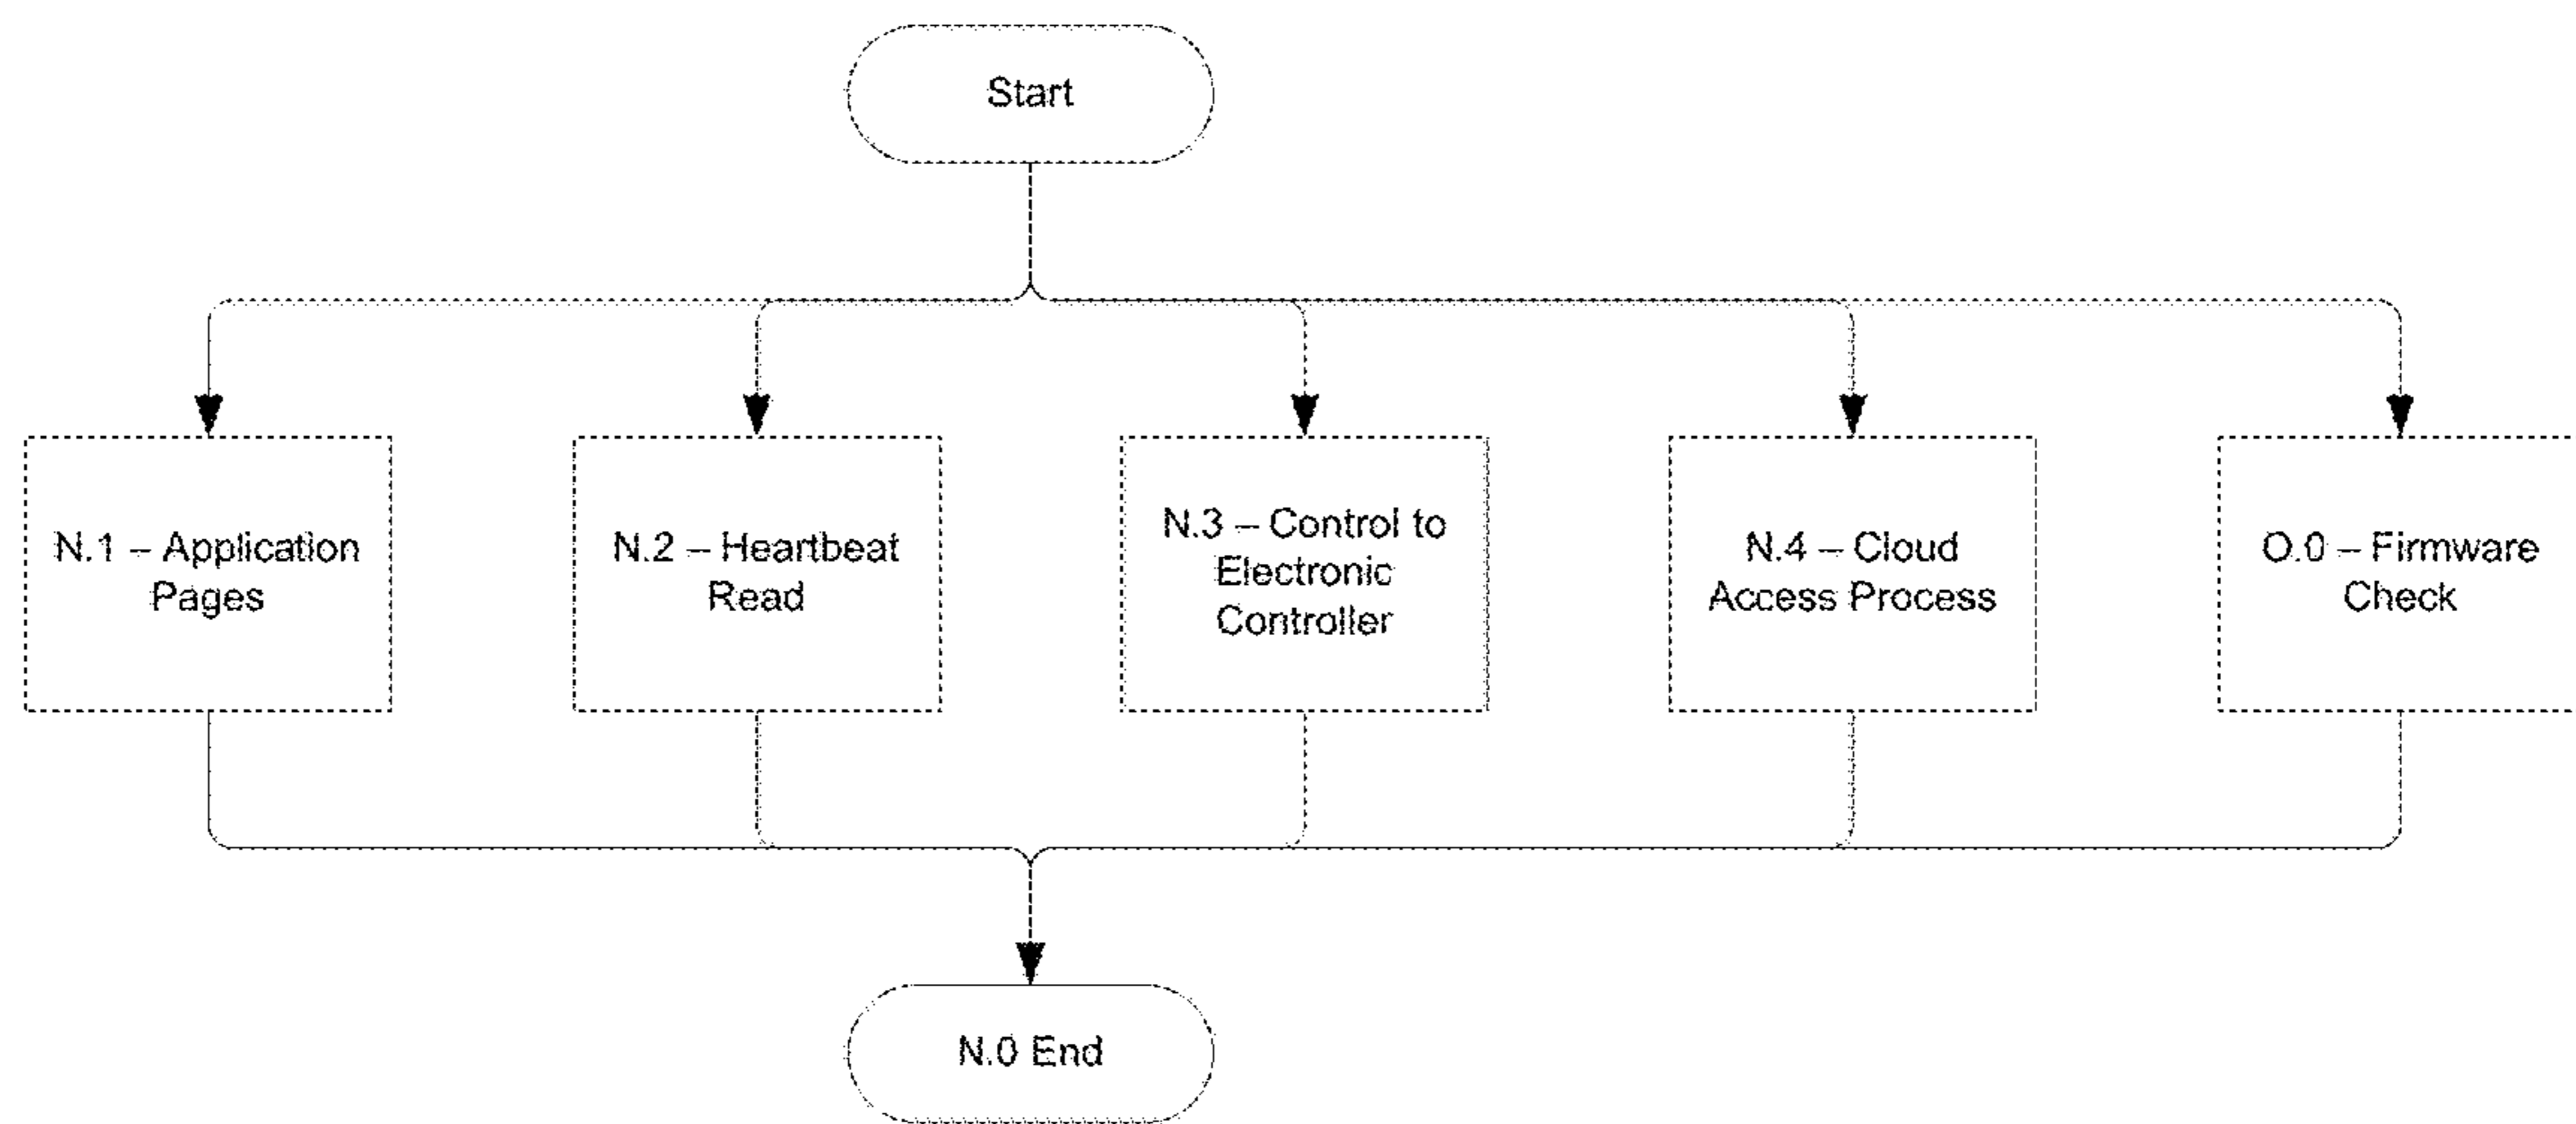 Start
N.1 – Application
Pages
N.2 – Heartbeat
Read
N.3 – Control to
Electronic
Controller
N.4 – Cloud
Access Process
O.0 – Firmware
Check
N.0 End